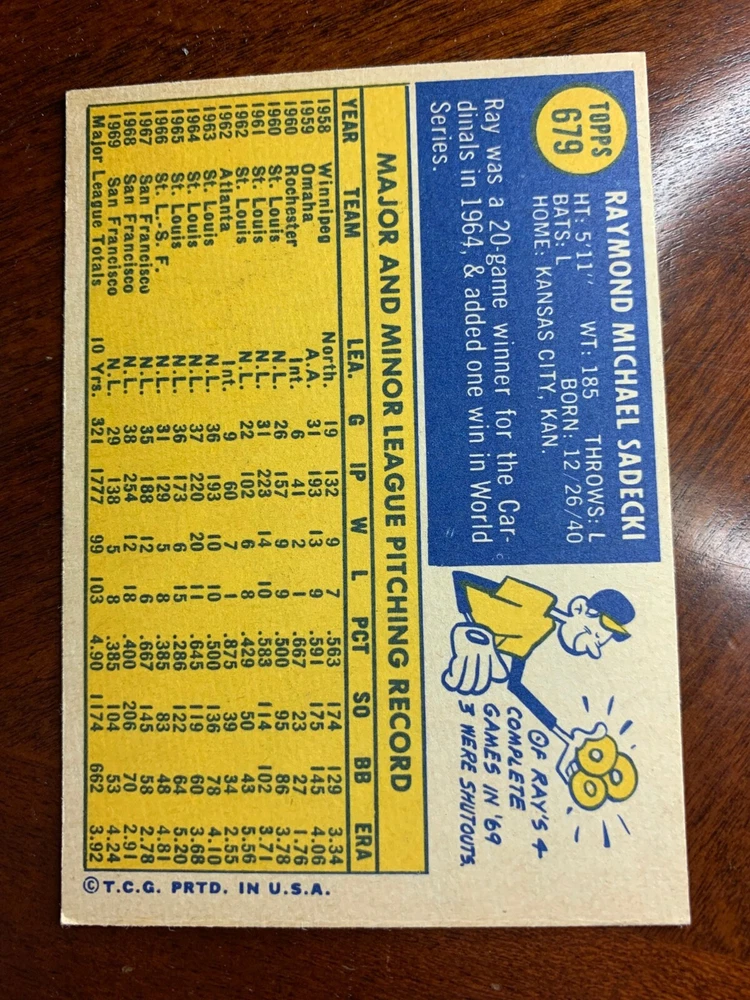 TOPPS
679
RAYMOND MICHAEL SADECKI
HT: 5'11" WT: 185 THROWS: L
BATS: L BORN: 12/26/40
HOME: KANSAS CITY, KAN.
Ray was a 20-game winner for the Car-
dinals in 1964, & added one win in World
Series.
OF RAY'S 4
COMPLETE
GAMES IN '69
3 WERE SHUTOUTS.
MAJOR AND MINOR LEAGUE PITCHING RECORD
YEAR TEAM LEA. G IP W L PCT SO BB ERA
1958 Winnipeg North. 19 132 9 7 .563 174 129 3.34
1959 Omaha A.A. 31 193 13 9 .591 175 145 4.06
1960 Rochester Int. 6 41 2 1 .667 23 27 1.76
1960 St. Louis N.L. 26 157 9 9 .500 95 86 3.78
1961 St. Louis N.L. 31 223 14 10 .583 114 102 3.71
1962 St. Louis N.L. 22 102 6 8 .429 50 43 5.56
1962 Atlanta Int. 9 60 7 1 .875 39 34 2.55
1963 St. Louis N.L. 36 193 10 10 .500 136 78 4.10
1964 St. Louis N.L. 37 220 20 11 .645 119 60 3.68
1965 St. Louis N.L. 36 173 6 15 .286 122 64 5.20
1966 St. L.-S. F. N.L. 31 129 5 8 .385 83 48 4.81
1967 San Francisco N.L. 35 188 12 6 .667 145 58 2.78
1968 San Francisco N.L. 38 254 12 18 .400 206 70 2.91
1969 San Francisco N.L. 29 138 5 8 .385 104 53 4.24
Major League Totals 10 Yrs. 321 1777 99 103 4.90 1174 662 3.92
©T.C.G. PRTD. IN U.S.A.